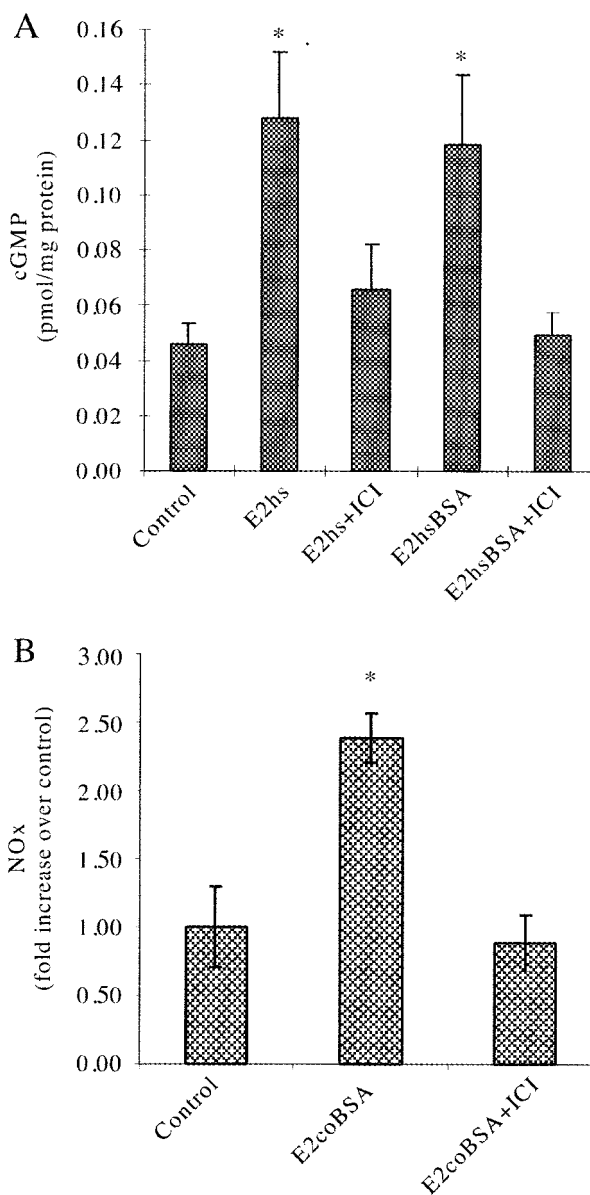 A
0.16
0.14
0.12
0.10
0.08
0.06
0.04
0.02
0.00
cGMP
(pmol/mg protein)
*
*
Control
E2hs
E2hs+ICI
E2hsBSA
E2hsBSA+ICI
B
3.00
2.50
2.00
1.50
1.00
0.50
0.00
NOx
(fold increase over control)
*
Control
E2coBSA
E2coBSA+ICI